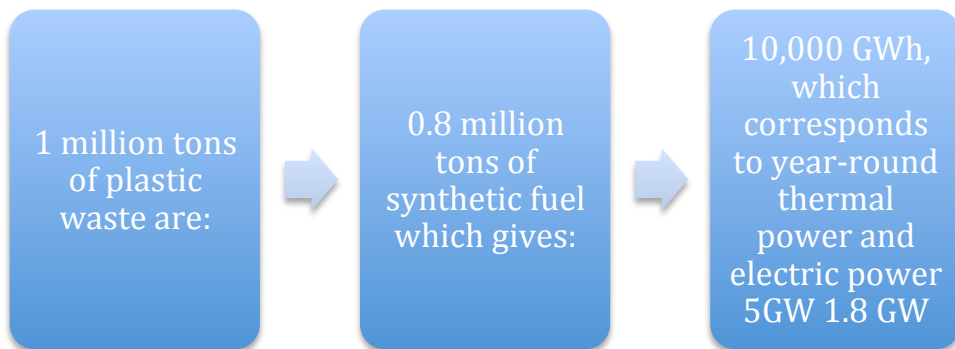 1 million tons
of plastic
waste are:
0.8 million
tons of
synthetic fuel
which gives:
10,000 GWh,
which
corresponds
to year-round
thermal
power and
electric power
5GW 1.8 GW